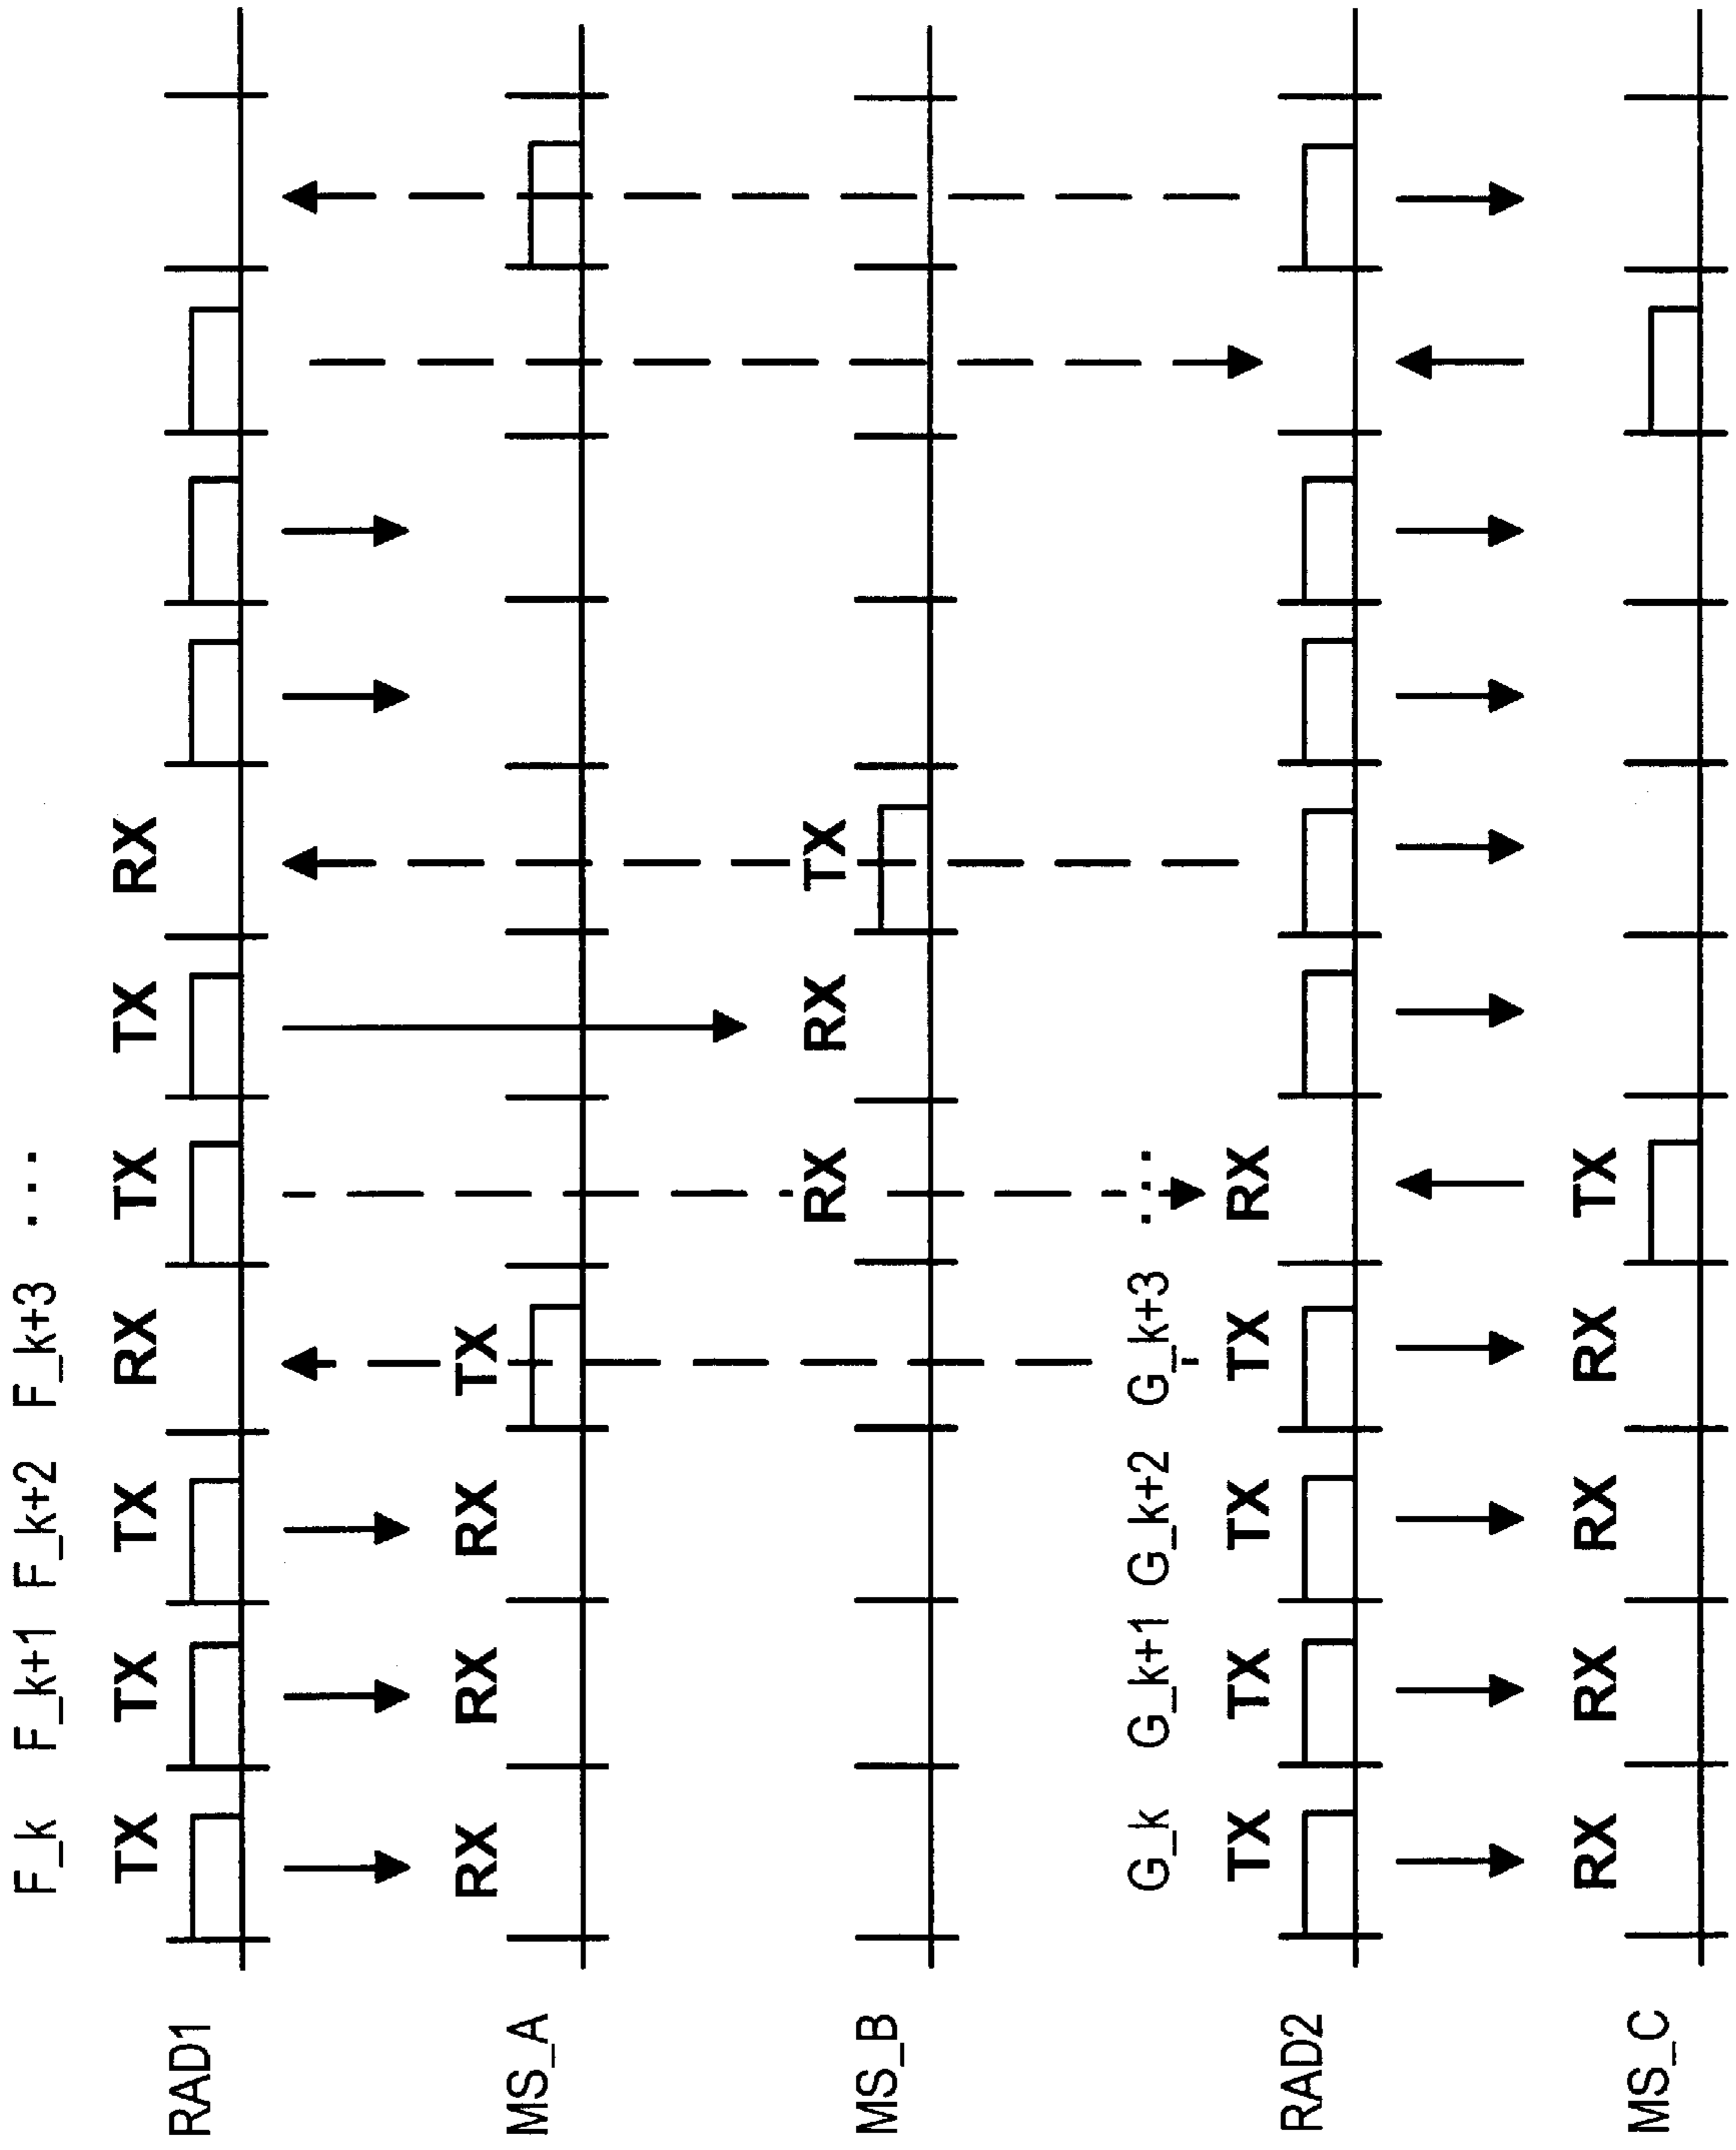 F_k F_k+1 F_k+2 F_k+3 ...
TX TX TX RX TX TX RX
RAD1
RX RX RX TX
MS_A
RX RX TX
MS_B
G_k G_k+1 G_k+2 G_k+3 ...
TX TX TX TX RX
RAD2
RX RX RX RX TX
MS_C